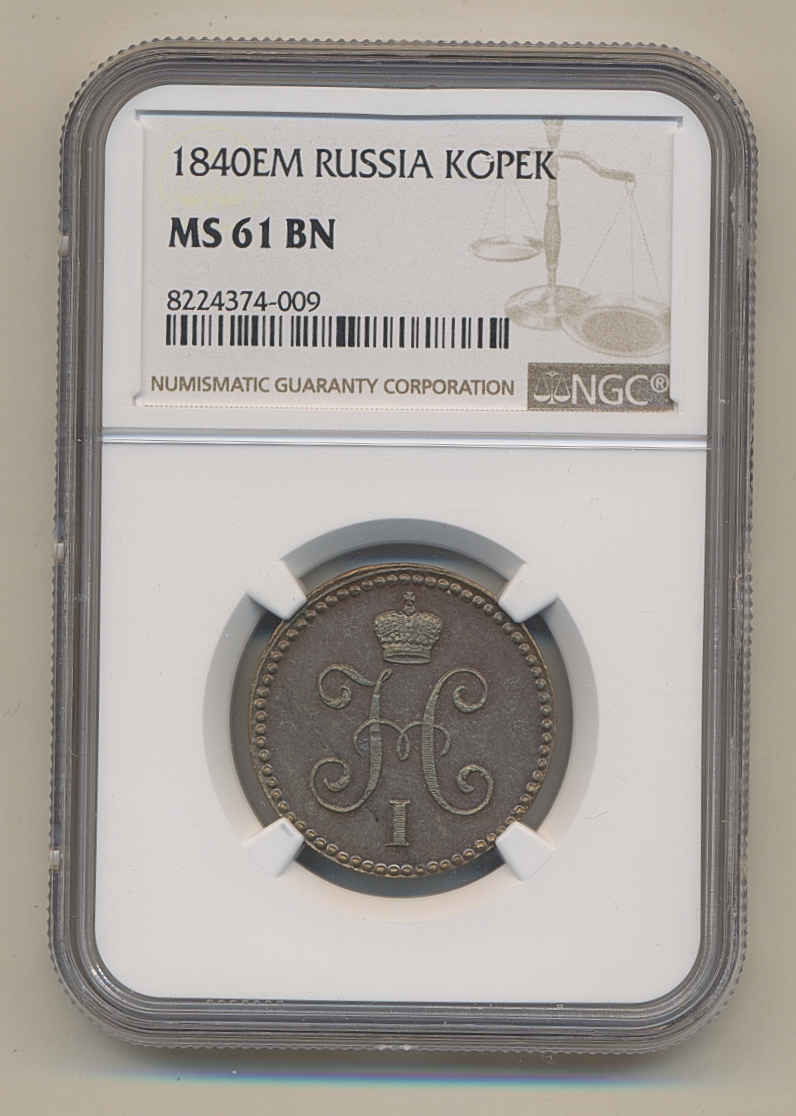 1840EM RUSSIA KOPEK
MS 61 BN
8224374-009
NUMISMATIC GUARANTY CORPORATION NGC®
Н
I